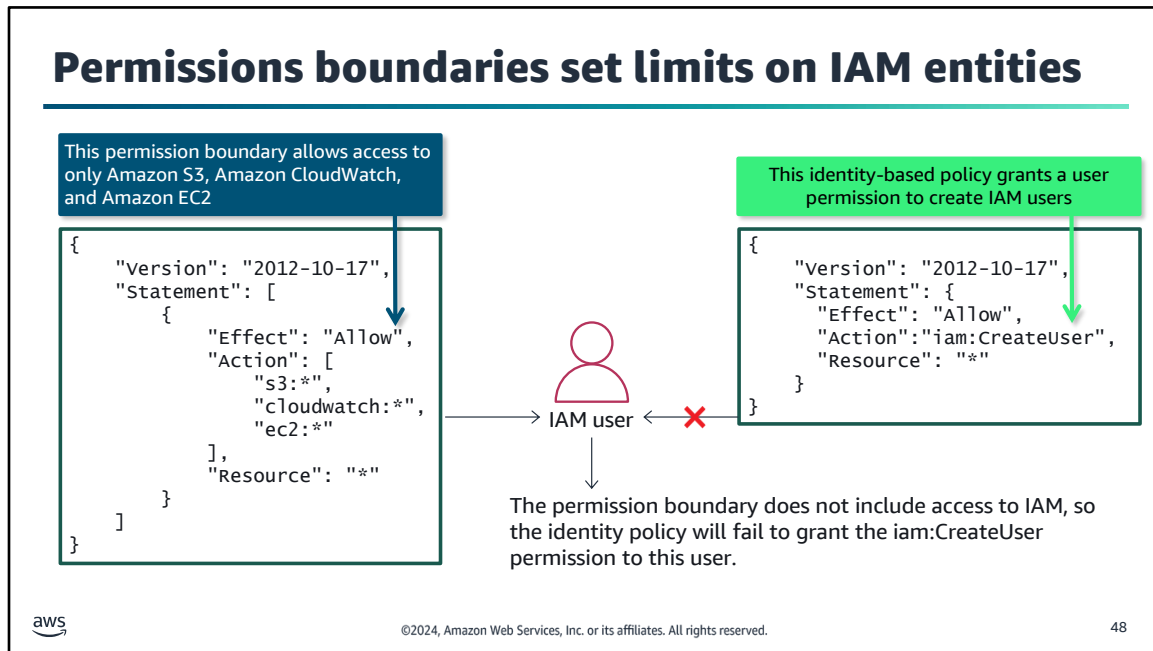 Permissions boundaries set limits on IAM entities
This permission boundary allows access to
only Amazon S3, Amazon CloudWatch,
and Amazon EC2
{
    "Version": "2012-10-17",
    "Statement": [
        {
            "Effect": "Allow",
            "Action": [
                "s3:*",
                "cloudwatch:*",
                "ec2:*"
            ],
            "Resource": "*"
        }
    ]
}
This identity-based policy grants a user
permission to create IAM users
{
    "Version": "2012-10-17",
    "Statement": {
      "Effect": "Allow",
      "Action":"iam:CreateUser",
      "Resource": "*"
    }
}
IAM user
The permission boundary does not include access to IAM, so
the identity policy will fail to grant the iam:CreateUser
permission to this user.
aws
©2024, Amazon Web Services, Inc. or its affiliates. All rights reserved.
48